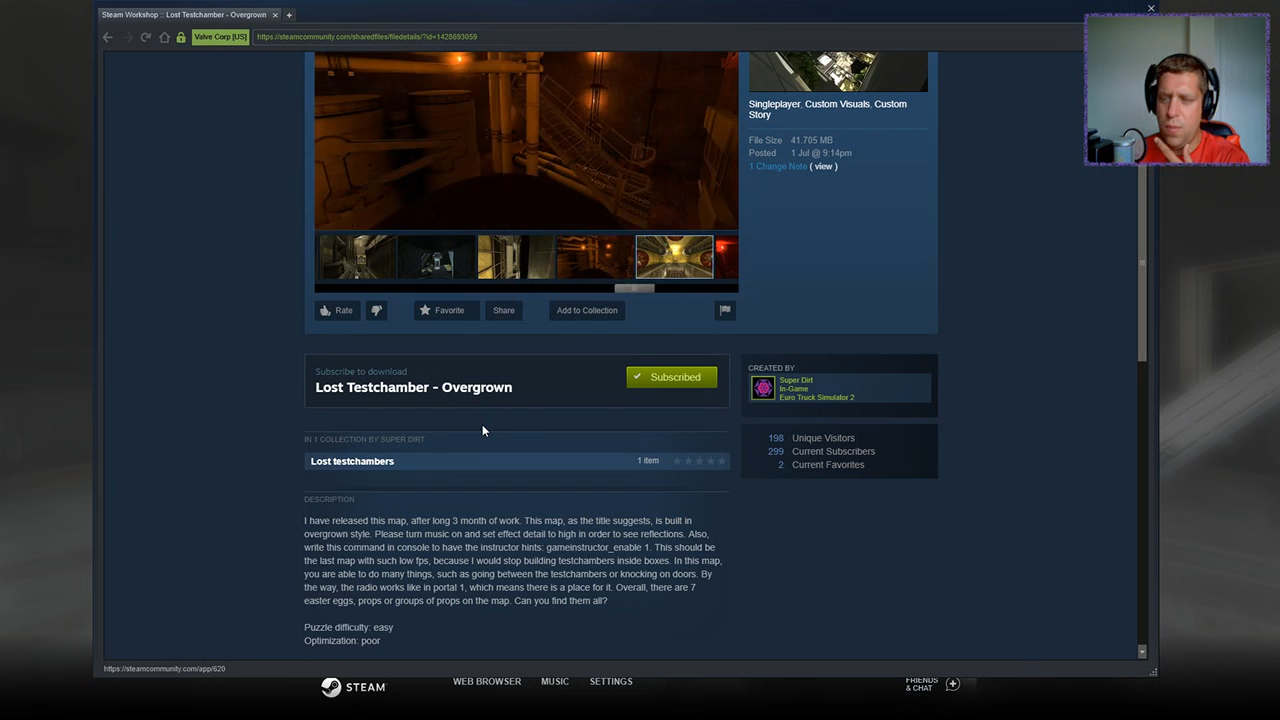 Steam Workshop :: Lost Testchamber - Overgrown
Valve Corp [US]
https://steamcommunity.com/sharedfiles/filedetails/?id=1428693059
Singleplayer, Custom Visuals, Custom
Story
File Size 41.705 MB
Posted 1 Jul @ 9:14pm
1 Change Note ( view )
Rate
Favorite
Share
Add to Collection
Subscribe to download
Lost Testchamber - Overgrown
Subscribed
CREATED BY
Super Dirt
In-Game
Euro Truck Simulator 2
198 Unique Visitors
299 Current Subscribers
2 Current Favorites
IN 1 COLLECTION BY SUPER DIRT
Lost testchambers 1 item
DESCRIPTION
I have released this map, after long 3 month of work. This map, as the title suggests, is built in
overgrown style. Please turn music on and set effect detail to high in order to see reflections. Also,
write this command in console to have the instructor hints: gameinstructor_enable 1. This should be
the last map with such low fps, because I would stop building testchambers inside boxes. In this map,
you are able to do many things, such as going between the testchambers or knocking on doors. By
the way, the radio works like in portal 1, which means there is a place for it. Overall, there are 7
easter eggs, props or groups of props on the map. Can you find them all?
Puzzle difficulty: easy
Optimization: poor
https://steamcommunity.com/app/620
STEAM
WEB BROWSER MUSIC SETTINGS
FRIENDS
& CHAT